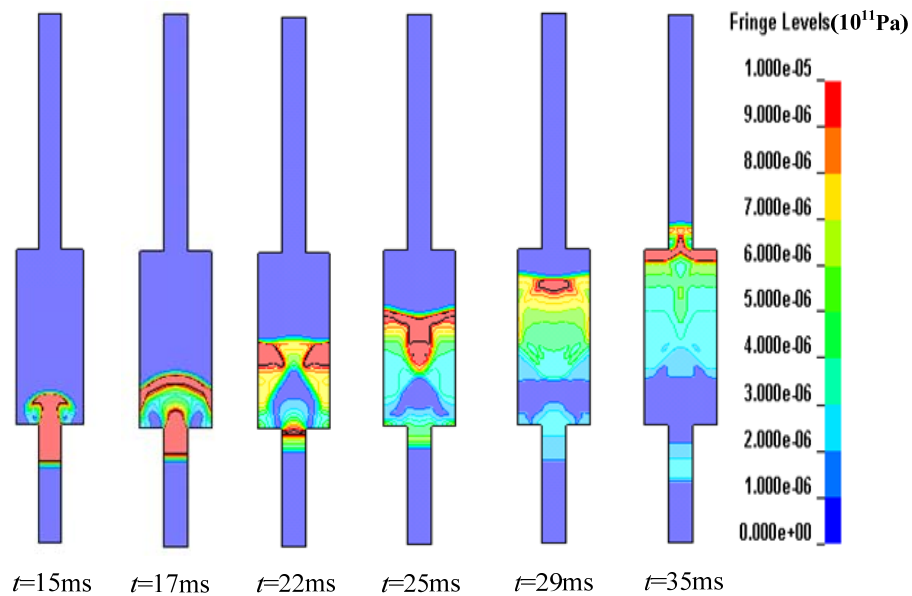 Fringe Levels(10¹¹Pa)
1.000e-05
9.000e-06
8.000e-06
7.000e-06
6.000e-06
5.000e-06
4.000e-06
3.000e-06
2.000e-06
1.000e-06
0.000e+00
t=15ms t=17ms t=22ms t=25ms t=29ms t=35ms